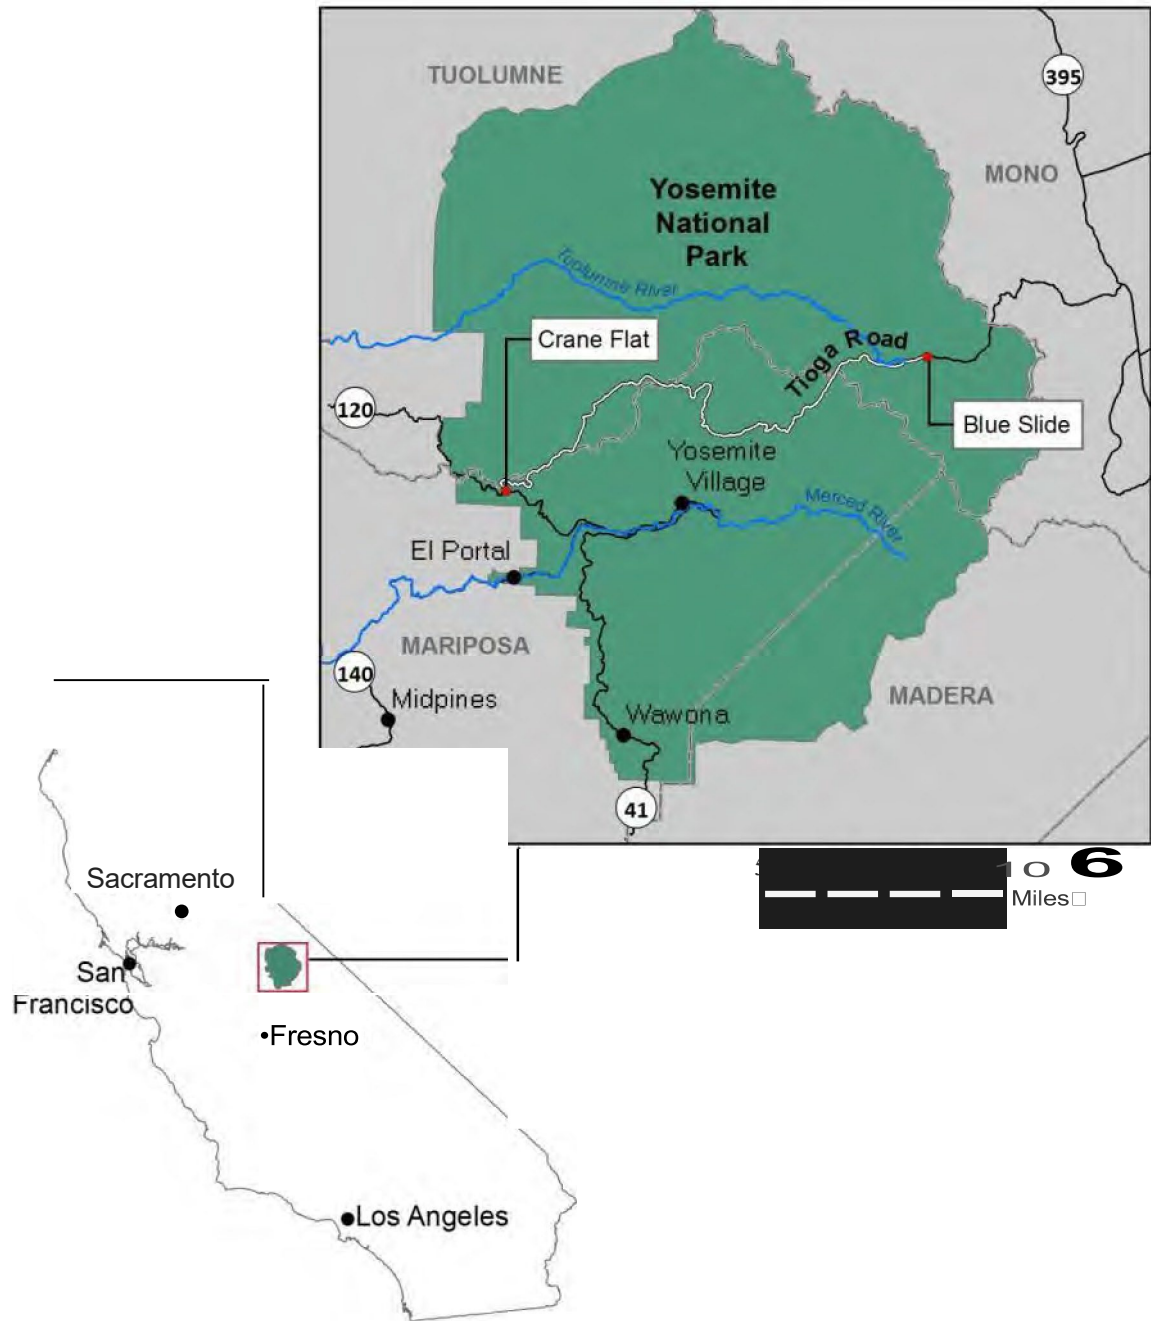 TUOLUMNE
395
MONO
Yosemite
National
Park
Tuolumne River
Crane Flat
Tioga Road
120
Blue Slide
Yosemite
Village
Merced River
El Portal
MARIPOSA
140
Midpines
MADERA
Wawona
41
10 6
Miles
Sacramento
San
Francisco
Fresno
Los Angeles